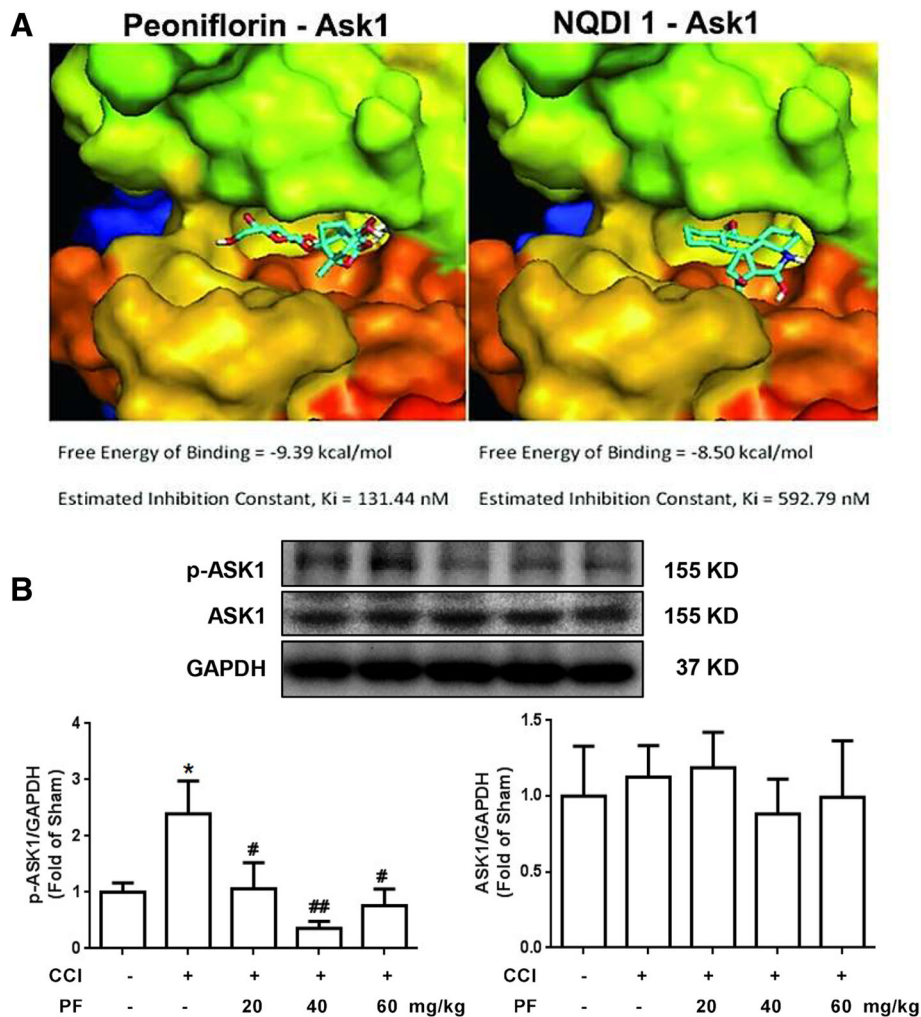 A
Peoniflorin - Ask1
NQDI 1 - Ask1
Free Energy of Binding = -9.39 kcal/mol
Free Energy of Binding = -8.50 kcal/mol
Estimated Inhibition Constant, Ki = 131.44 nM
Estimated Inhibition Constant, Ki = 592.79 nM
B
p-ASK1 155 KD
ASK1 155 KD
GAPDH 37 KD
p-ASK1/GAPDH
(Fold of Sham)
4
3
2
1
0
*
#
##
#
CCI - + + + +
PF - - 20 40 60 mg/kg
ASK1/GAPDH
(Fold of Sham)
1.5
1.0
0.5
0.0
CCI - + + + +
PF - - 20 40 60 mg/kg